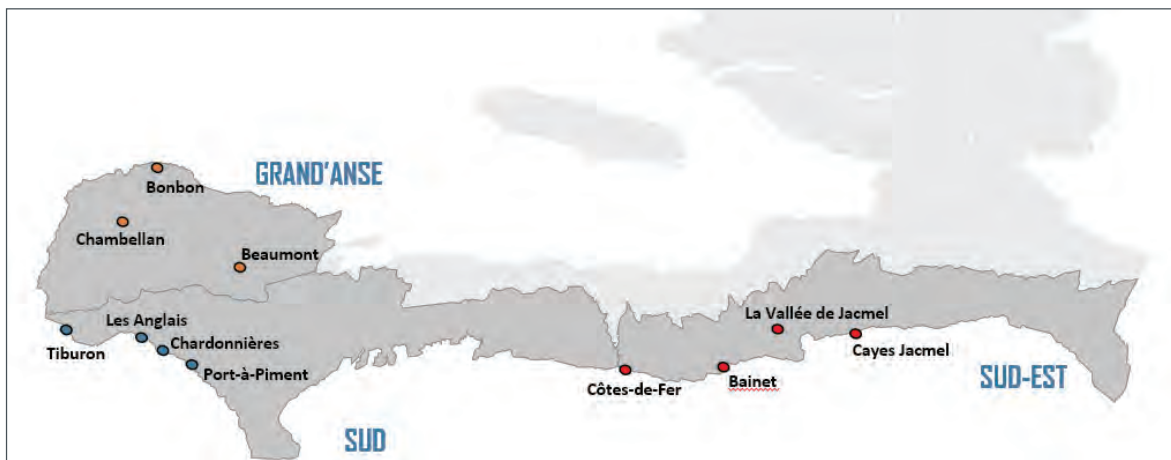 GRAND'ANSE
Bonbon
Chambellan
Beaumont
Les Anglais
Chardonnières
Tiburon
Port-à-Piment
SUD
La Vallée de Jacmel
Cayes Jacmel
Côtes-de-Fer
Bainet
SUD-EST